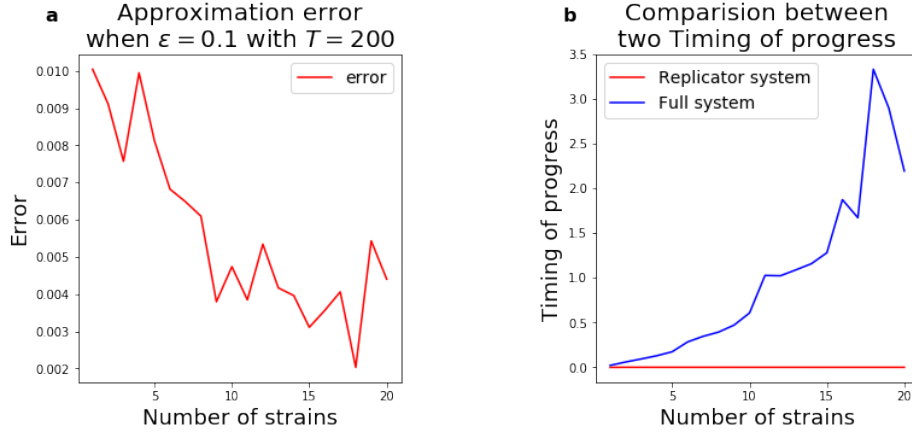 a
Approximation error
when ε = 0.1 with T = 200
error
0.010
0.009
0.008
0.007
0.006
0.005
0.004
0.003
0.002
Error
5
10
15
20
Number of strains
b
Comparision between
two Timing of progress
Replicator system
Full system
3.5
3.0
2.5
2.0
1.5
1.0
0.5
0.0
Timing of progress
5
10
15
20
Number of strains